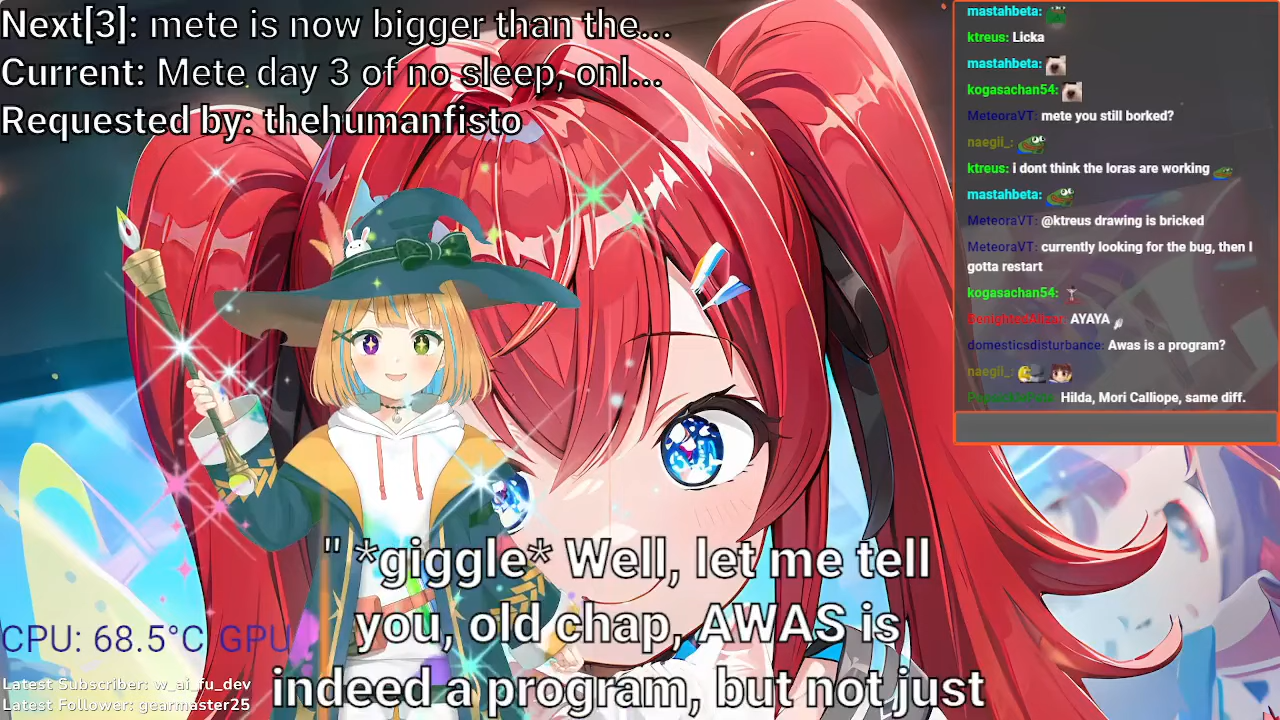 Next[3]: mete is now bigger than the...
Current: Mete day 3 of no sleep, onl...
Requested by: thehumanfisto
mastahbeta:
ktreus: Licka
mastahbeta:
kogasachan54:
MeteoraVT: mete you still borked?
naegii_:
ktreus: i dont think the loras are working
mastahbeta:
MeteoraVT: @ktreus drawing is bricked
MeteoraVT: currently looking for the bug, then I
gotta restart
kogasachan54:
AYAYA
domesticsdisturbance: Awas is a program?
naegii_:
Hilda, Mori Calliope, same diff.
" *giggle* Well, let me tell
you, old chap, AWAS is
indeed a program, but not just
CPU: 68.5°C GPU
Latest Subscriber: w_ai_fu_dev
Latest Follower: gearmaster25